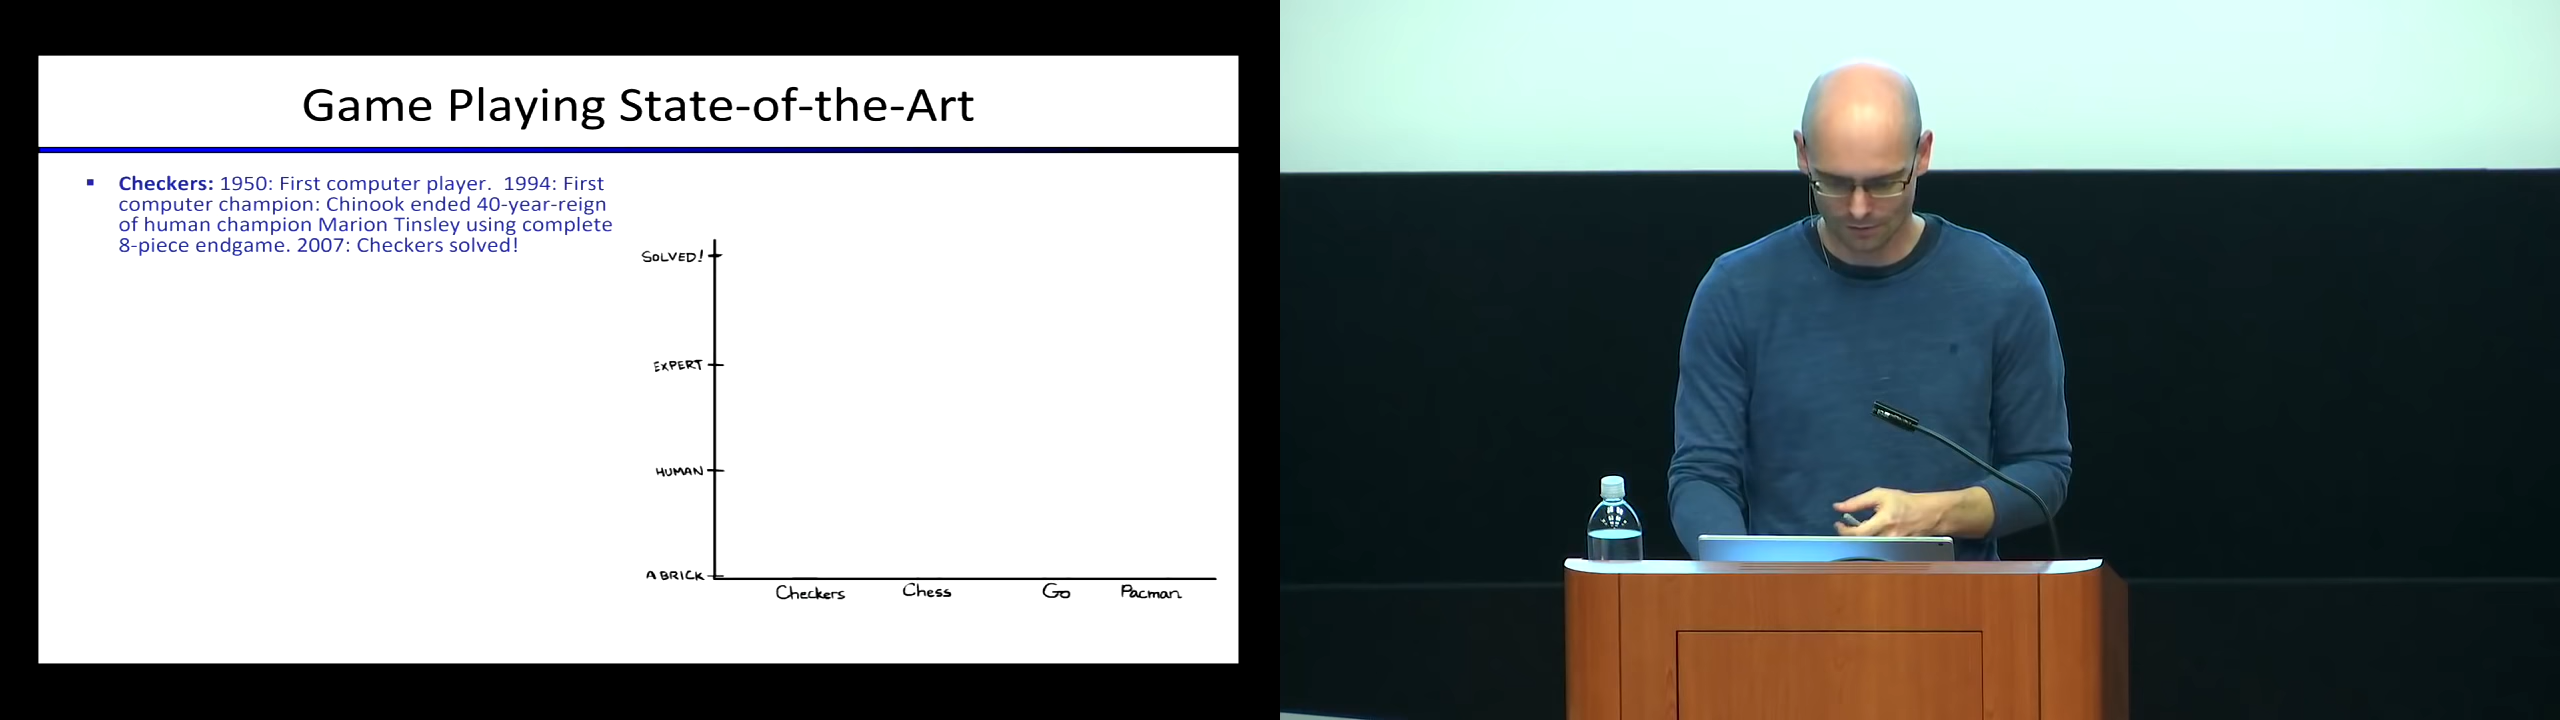 Game Playing State-of-the-Art
▪ Checkers: 1950: First computer player.  1994: First
computer champion: Chinook ended 40-year-reign
of human champion Marion Tinsley using complete
8-piece endgame. 2007: Checkers solved!
SOLVED!
EXPERT
HUMAN
A BRICK
Checkers Chess Go Pacman